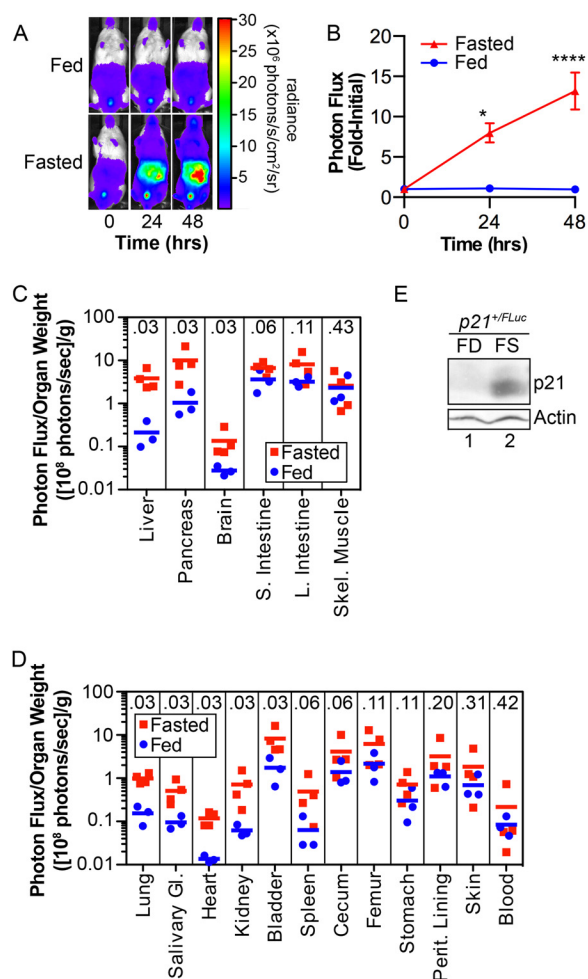 A
Fed
Fasted
0 24 48
Time (hrs)
30
25
20
15
10
5
radiance
(x10⁶ photons/s/cm²/sr)
B
Photon Flux
(Fold-Initial)
20
15
10
5
0
Fasted
Fed
*
****
0 24 48
Time (hrs)
C
Photon Flux/Organ Weight
([10⁸ photons/sec]/g)
100
10
1
0.1
0.01
.03 .03 .03 .06 .11 .43
Fasted
Fed
Liver
Pancreas
Brain
S. Intestine
L. Intestine
Skel. Muscle
E
p21+/FLuc
FD FS
p21
Actin
1 2
D
Photon Flux/Organ Weight
([10⁸ photons/sec]/g)
100
10
1
0.1
0.01
.03 .03 .03 .03 .03 .06 .06 .11 .11 .20 .31 .42
Fasted
Fed
Lung
Salivary Gl.
Heart
Kidney
Bladder
Spleen
Cecum
Femur
Stomach
Perit. Lining
Skin
Blood